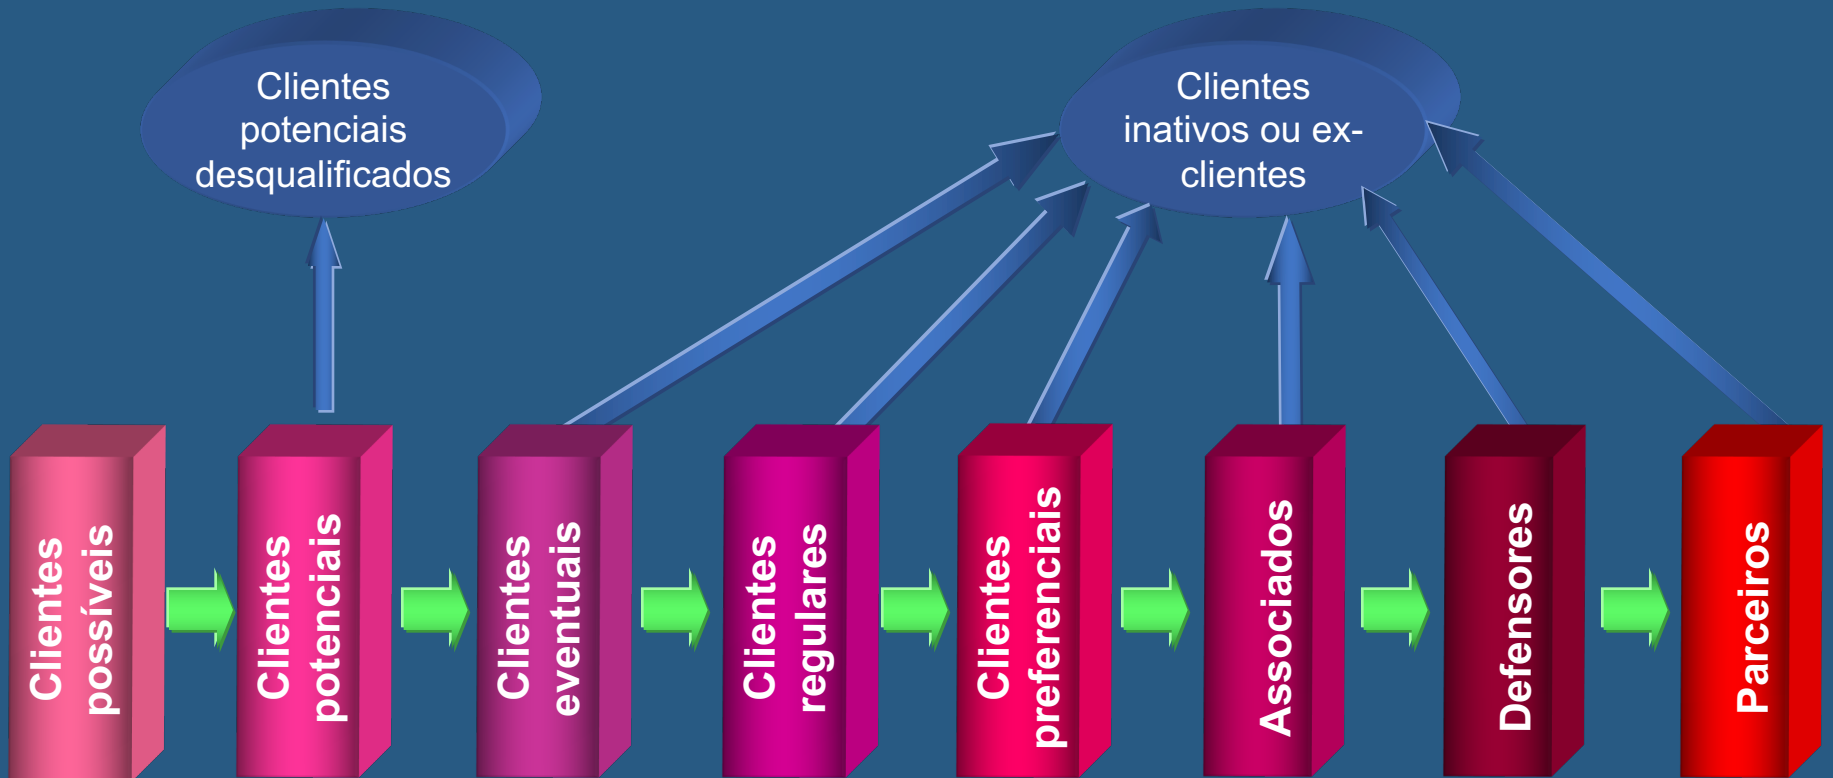 Clientes
potenciais
desqualificados
Clientes
inativos ou ex-
clientes
Clientes
possíveis
Clientes
potenciais
Clientes
eventuais
Clientes
regulares
Clientes
preferenciais
Associados
Defensores
Parceiros